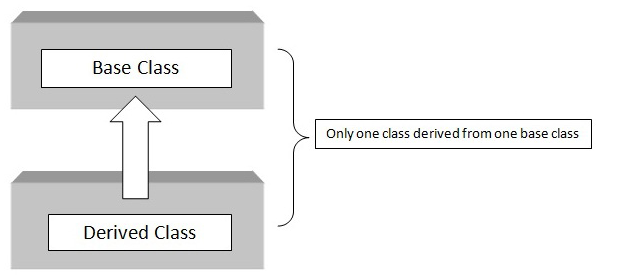 Base Class
Only one class derived from one base class
Derived Class